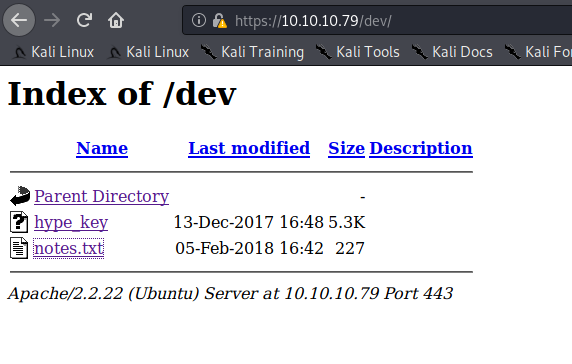 https://10.10.10.79/dev/
Kali Linux Kali Linux Kali Training Kali Tools Kali Docs Kali Fo
Index of /dev
Name Last modified Size Description
Parent Directory -
hype_key 13-Dec-2017 16:48 5.3K
notes.txt 05-Feb-2018 16:42 227
Apache/2.2.22 (Ubuntu) Server at 10.10.10.79 Port 443